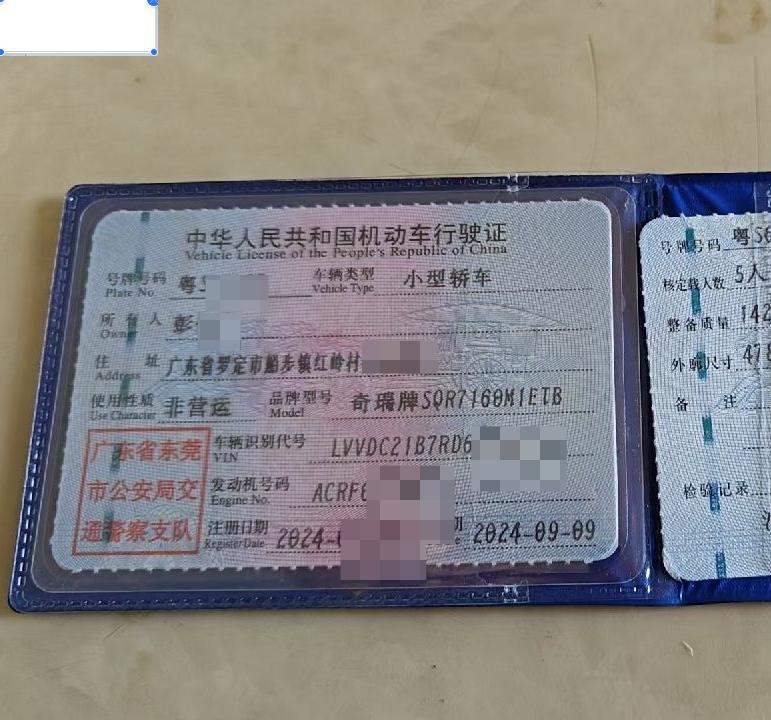 中华人民共和国机动车行驶证
Vehicle License of the People's Republic of China
号牌号码 粤 车辆类型 小型轿车
Plate No. Vehicle Type
所有人 彭
Owner
住址 广东省罗定市船步镇红岭村
Address
使用性质 非营运 品牌型号 奇瑞牌SQR7160M1ETB
Use Character Model
广东省东莞市公安局交通警察支队
车辆识别代号 LVVDC21B7RD6
VIN
发动机号码 ACRF
Engine No.
注册日期 2024- 期 2024-09-09
Register Date
号牌号码 粤S6
核定载人数 5人
整备质量 142
外廓尺寸 478
备注
检验记录